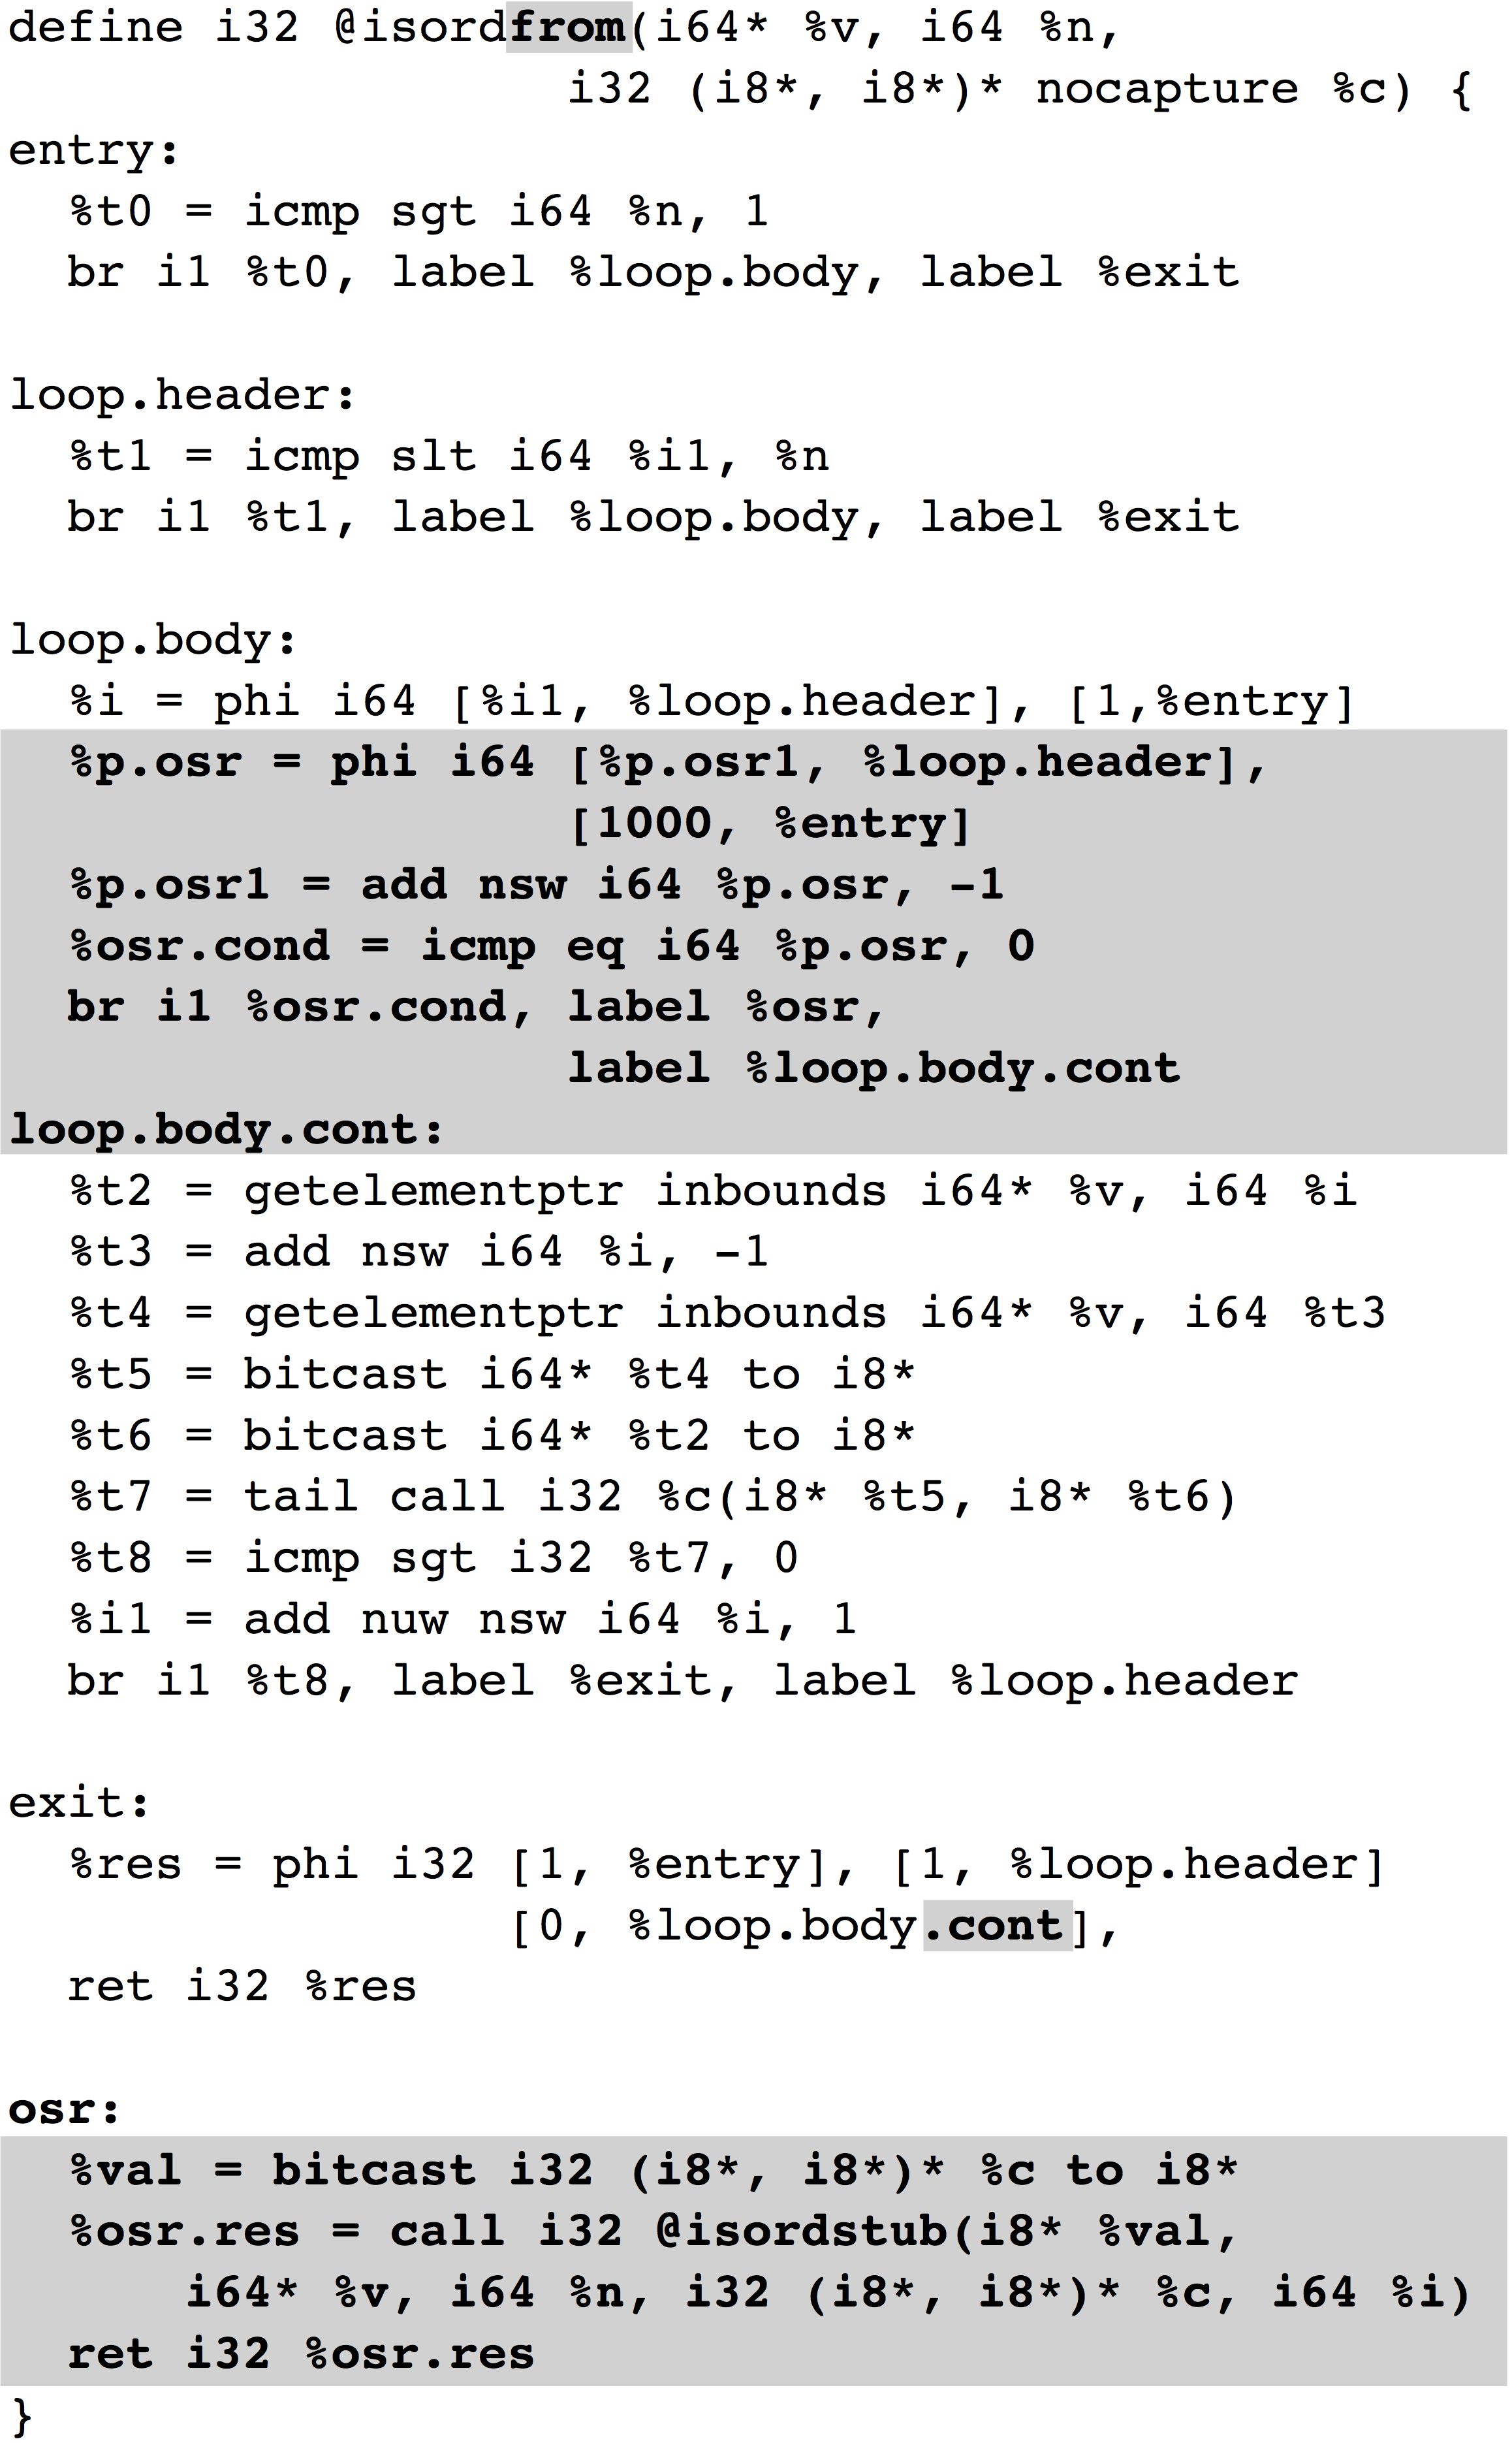 define i32 @isordfrom(i64* %v, i64 %n,
i32 (i8*, i8*)* nocapture %c) {
entry:
%t0 = icmp sgt i64 %n, 1
br i1 %t0, label %loop.body, label %exit
loop.header:
%t1 = icmp slt i64 %i1, %n
br i1 %t1, label %loop.body, label %exit
loop.body:
%i = phi i64 [%i1, %loop.header], [1,%entry]
%p.osr = phi i64 [%p.osr1, %loop.header],
[1000, %entry]
%p.osr1 = add nsw i64 %p.osr, -1
%osr.cond = icmp eq i64 %p.osr, 0
br i1 %osr.cond, label %osr,
label %loop.body.cont
loop.body.cont:
%t2 = getelementptr inbounds i64* %v, i64 %i
%t3 = add nsw i64 %i, -1
%t4 = getelementptr inbounds i64* %v, i64 %t3
%t5 = bitcast i64* %t4 to i8*
%t6 = bitcast i64* %t2 to i8*
%t7 = tail call i32 %c(i8* %t5, i8* %t6)
%t8 = icmp sgt i32 %t7, 0
%i1 = add nuw nsw i64 %i, 1
br i1 %t8, label %exit, label %loop.header
exit:
%res = phi i32 [1, %entry], [1, %loop.header]
[0, %loop.body.cont],
ret i32 %res
osr:
%val = bitcast i32 (i8*, i8*)* %c to i8*
%osr.res = call i32 @isordstub(i8* %val,
i64* %v, i64 %n, i32 (i8*, i8*)* %c, i64 %i)
ret i32 %osr.res
}